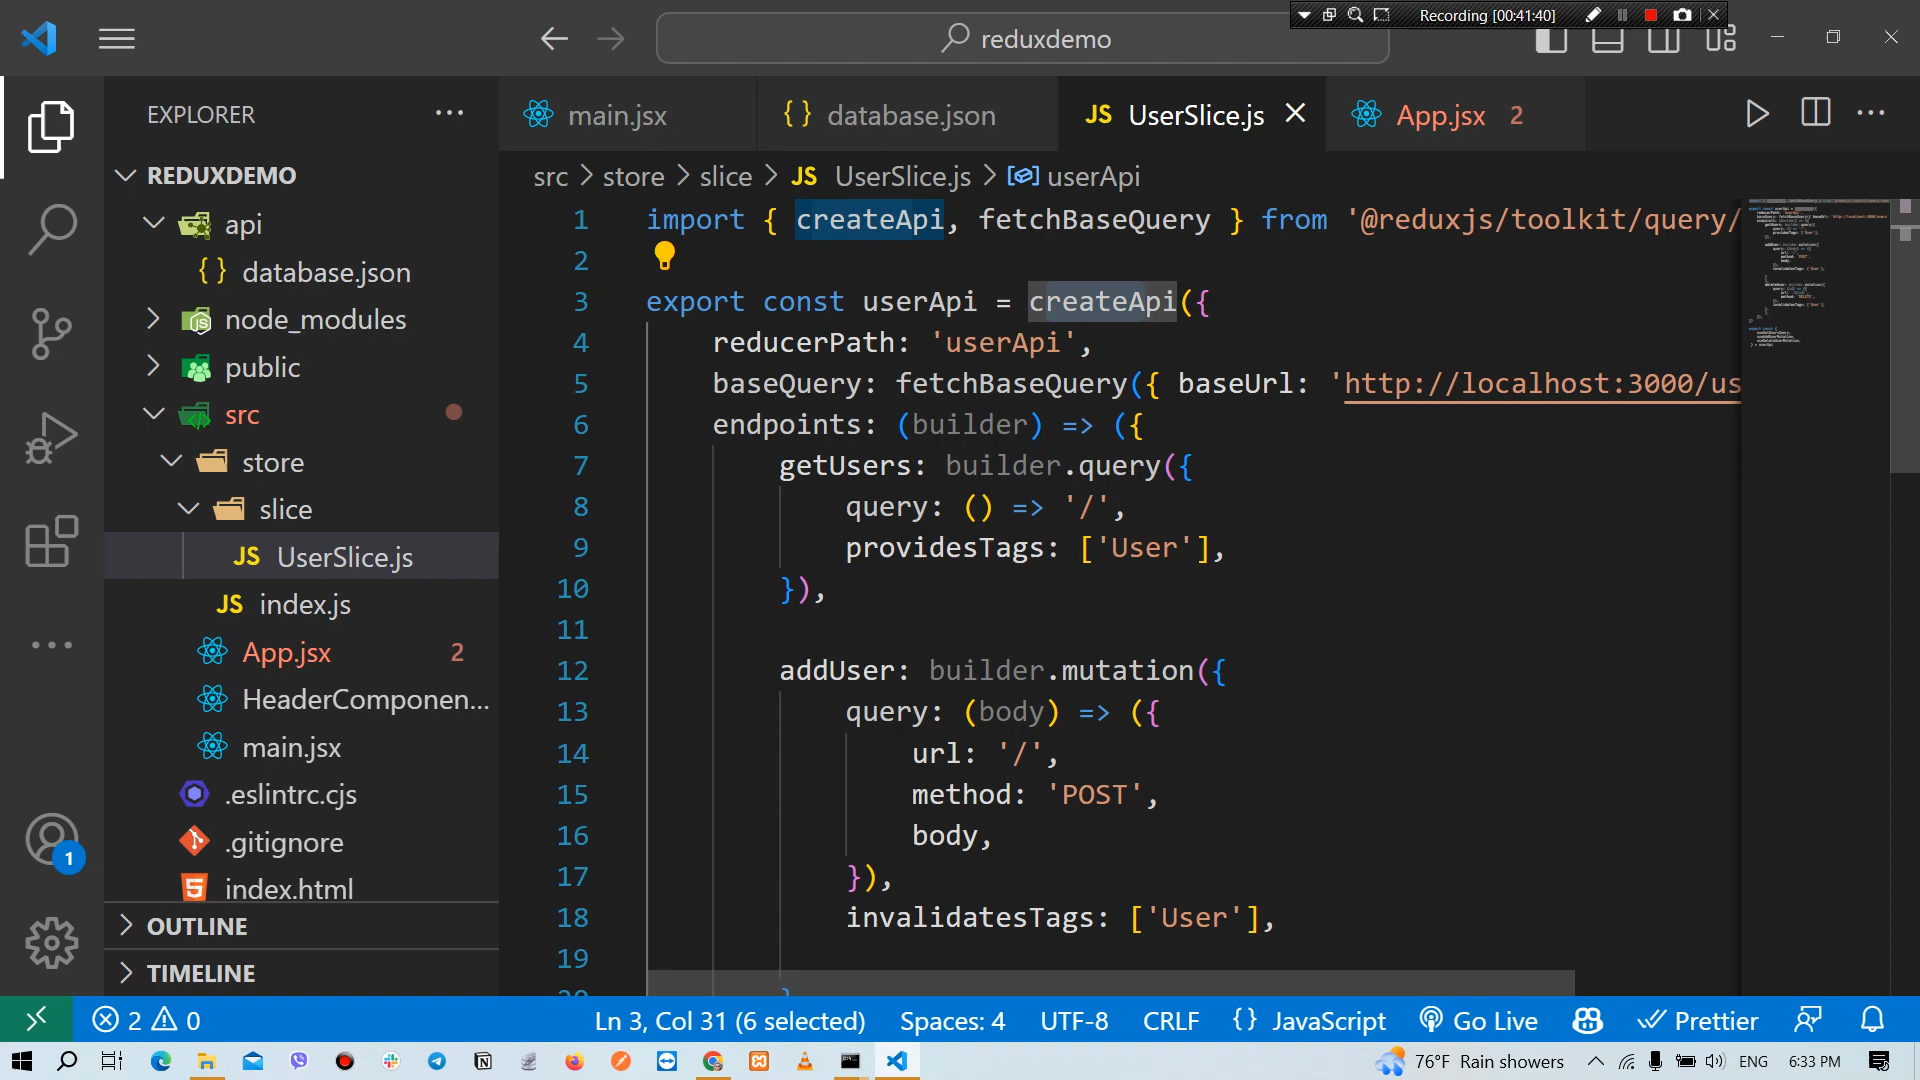 Recording [00:41:40]
reduxdemo
EXPLORER
main.jsx
{ } database.json
JS UserSlice.js
App.jsx 2
src > store > slice > JS UserSlice.js > userApi
REDUXDEMO
api
{ } database.json
node_modules
public
src
store
slice
JS UserSlice.js
JS index.js
App.jsx 2
HeaderComponen...
main.jsx
.eslintrc.cjs
.gitignore
index.html
OUTLINE
TIMELINE
1
1 import { createApi, fetchBaseQuery } from '@reduxjs/toolkit/query/
2
3 export const userApi = createApi({
4 reducerPath: 'userApi',
5 baseQuery: fetchBaseQuery({ baseUrl: 'http://localhost:3000/us
6 endpoints: (builder) => ({
7 getUsers: builder.query({
8 query: () => '/',
9 providesTags: ['User'],
10 }),
11
12 addUser: builder.mutation({
13 query: (body) => ({
14 url: '/',
15 method: 'POST',
16 body,
17 }),
18 invalidatesTags: ['User'],
19
2 0
Ln 3, Col 31 (6 selected)
Spaces: 4
UTF-8
CRLF
{ } JavaScript
Go Live
Prettier
76°F Rain showers
ENG
6:33 PM